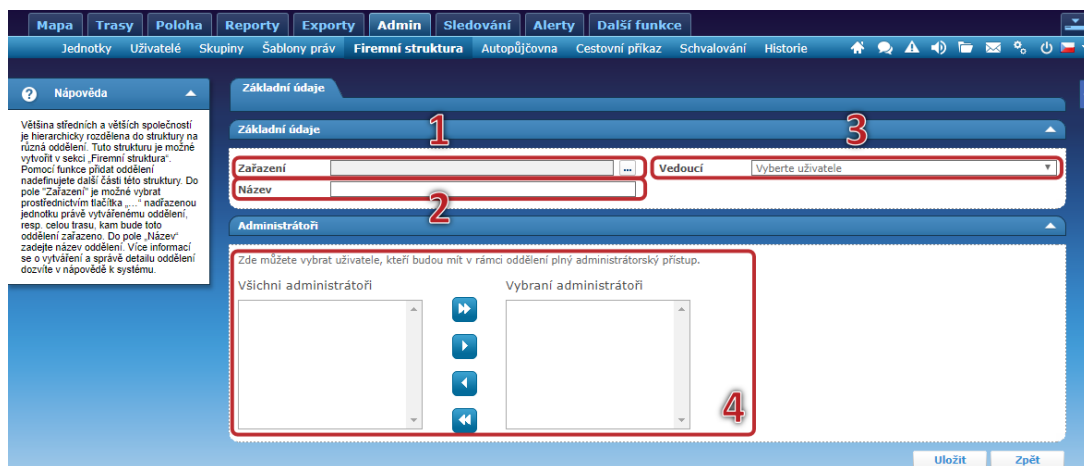 Mapa Trasy Poloha Reporty Exporty Admin Sledování Alerty Další funkce
Jednotky Uživatelé Skupiny Šablony práv Firemní struktura Autopůjčovna Cestovní příkaz Schvalování Historie
Nápověda
Většina středních a větších společností
je hierarchicky rozdělena do struktury na
různá oddělení. Tuto strukturu je možné
vytvořit v sekci „Firemní struktura“.
Pomocí funkce přidat oddělení
nadefinujete další části této struktury. Do
pole "Zařazení" je možné vybrat
prostřednictvím tlačítka „...“ nadřazenou
jednotku právě vytvářenému oddělení,
resp. celou trasu, kam bude toto
oddělení zařazeno. Do pole „Název“
zadejte název oddělení. Více informací
se o vytváření a správě detailu oddělení
dozvíte v nápovědě k systému.
Základní údaje
Základní údaje
1
3
Zařazení ... Vedoucí Vyberte uživatele
Název
2
Administrátoři
Zde můžete vybrat uživatele, kteří budou mít v rámci oddělení plný administrátorský přístup.
Všichni administrátoři Vybraní administrátoři
4
Uložit Zpět